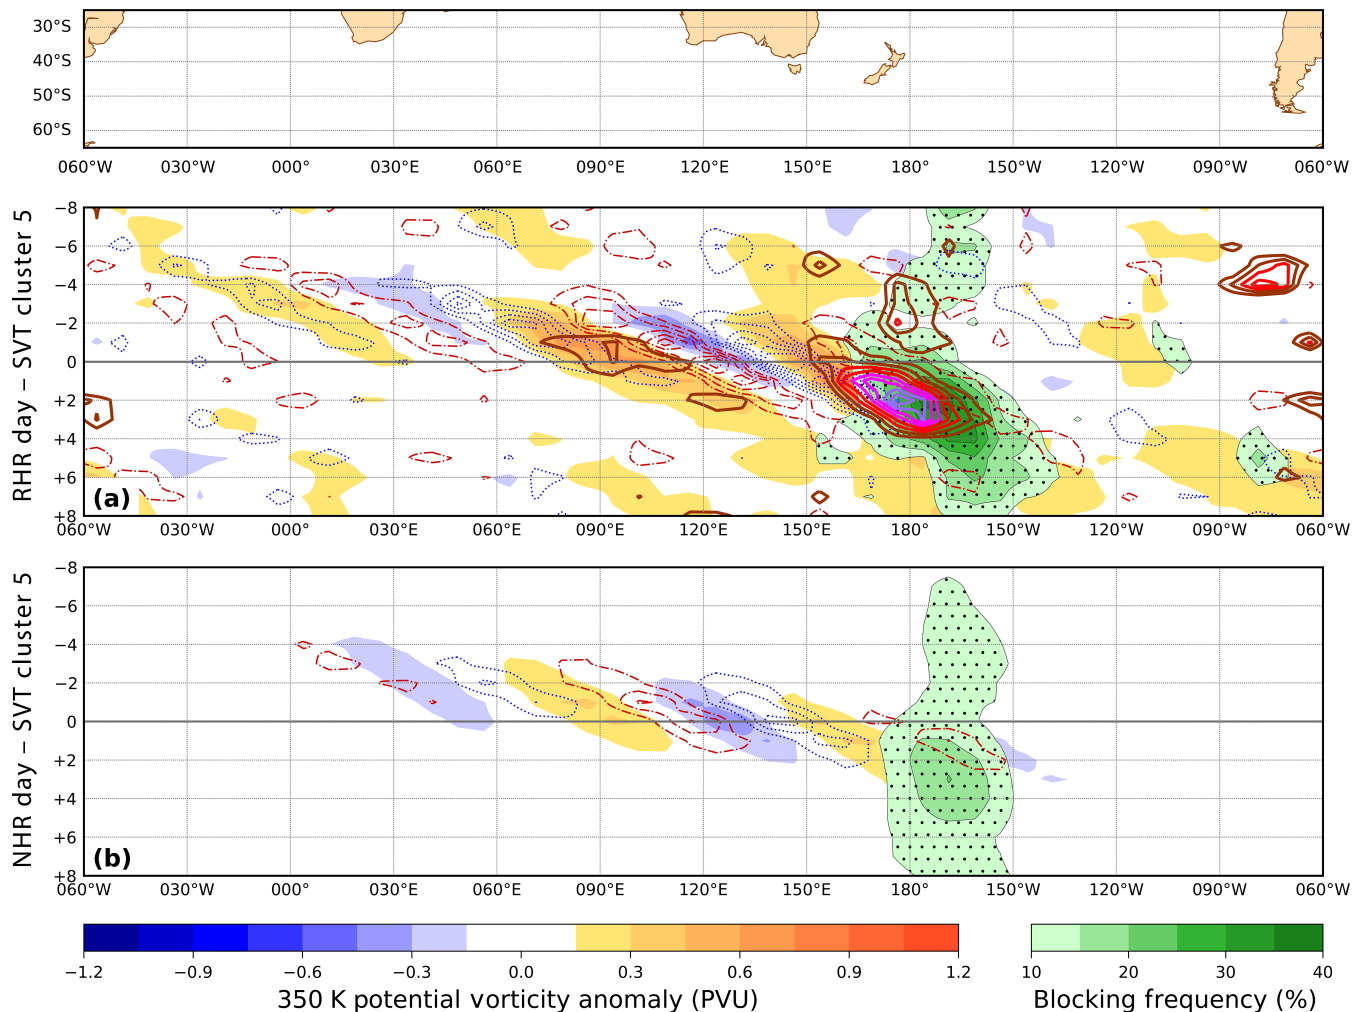 30°S
40°S
50°S
60°S
060°W 030°W 000° 030°E 060°E 090°E 120°E 150°E 180° 150°W 120°W 090°W 060°W
RHR day − SVT cluster 5
−8
−6
−4
−2
0
+2
+4
+6
+8
(a)
060°W 030°W 000° 030°E 060°E 090°E 120°E 150°E 180° 150°W 120°W 090°W 060°W
NHR day − SVT cluster 5
−8
−6
−4
−2
0
+2
+4
+6
+8
(b)
060°W 030°W 000° 030°E 060°E 090°E 120°E 150°E 180° 150°W 120°W 090°W 060°W
−1.2 −0.9 −0.6 −0.3 0.0 0.3 0.6 0.9 1.2
350 K potential vorticity anomaly (PVU)
10 20 30 40
Blocking frequency (%)